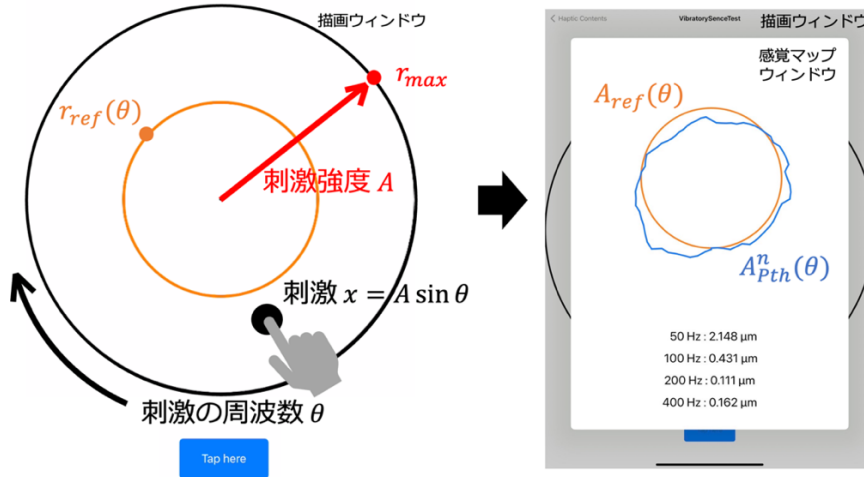 描画ウィンドウ
r_max
r_ref(θ)
刺激強度 A
刺激 x = A sin θ
刺激の周波数 θ
Tap here
Haptic Contents
VibratorySenceTest
描画ウィンドウ
感覚マップ
ウィンドウ
A_ref(θ)
A^n_Pth(θ)
50 Hz : 2.148 μm
100 Hz : 0.431 μm
200 Hz : 0.111 μm
400 Hz : 0.162 μm